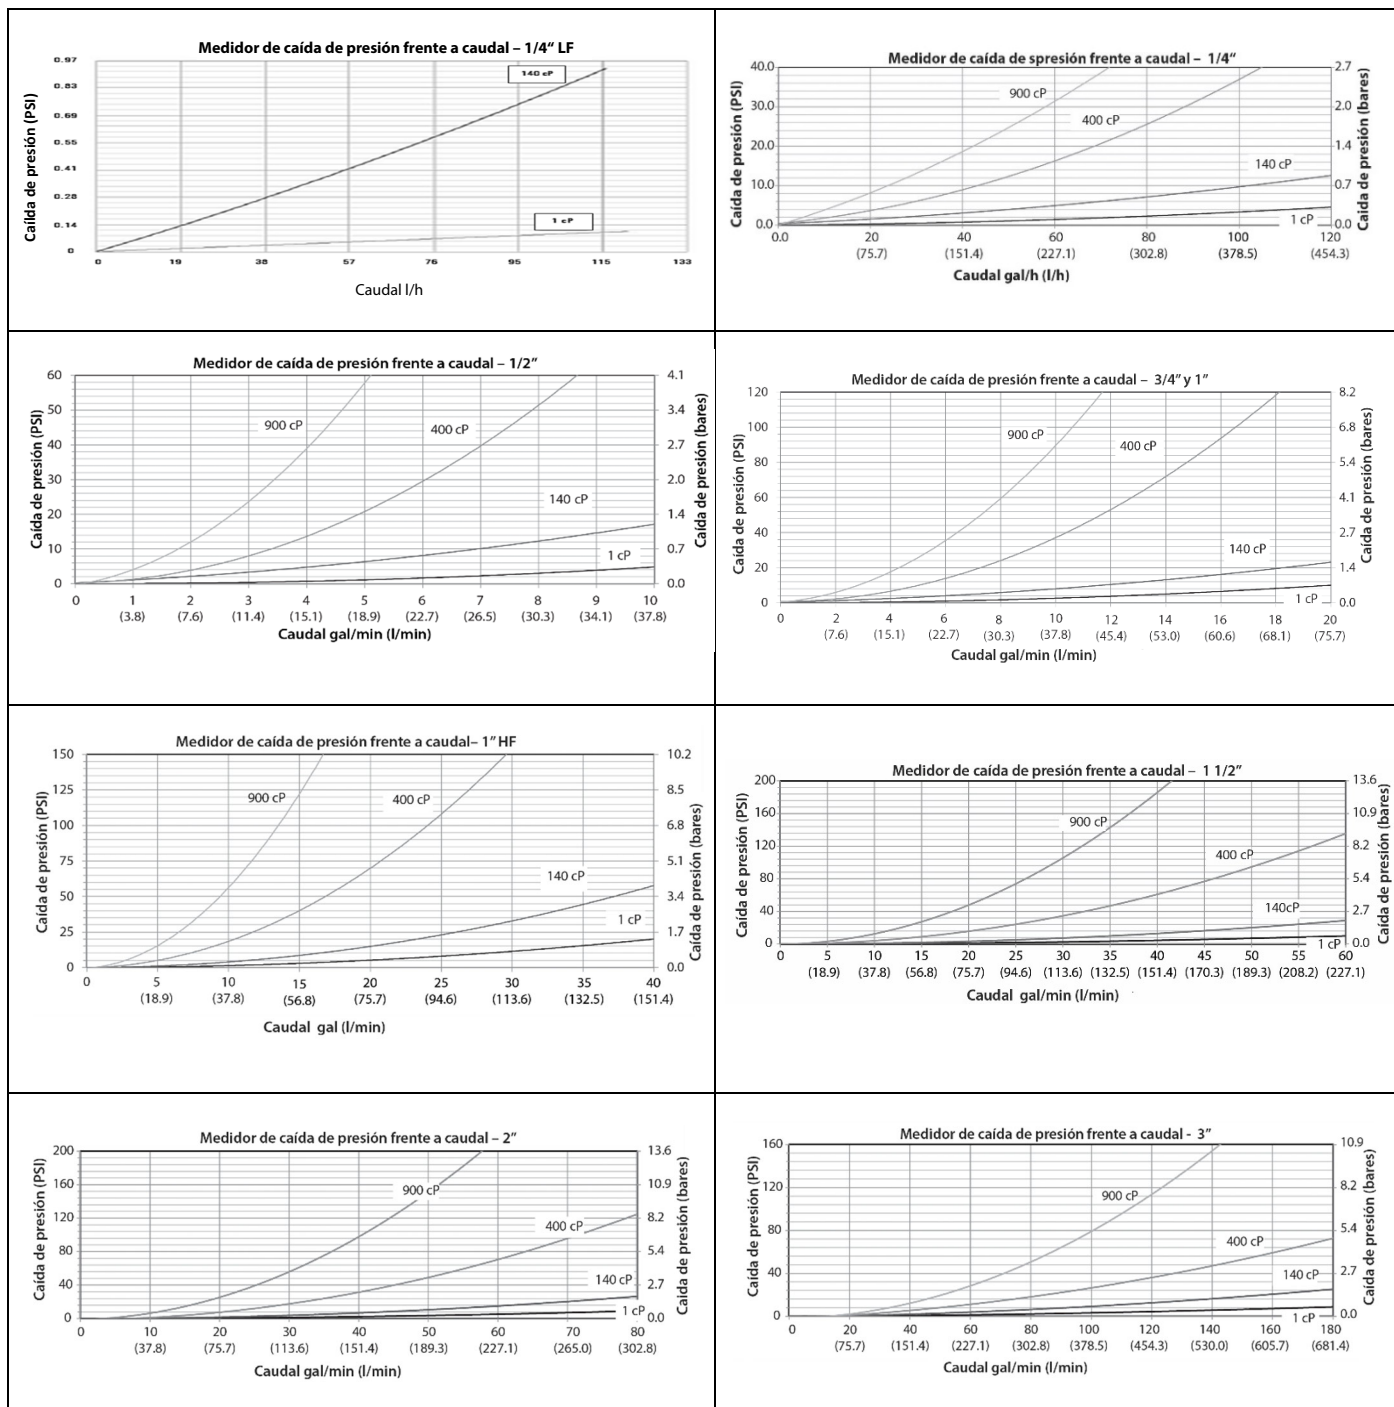 Medidor de caída de presión frente a caudal – 1/4“ LF
Caílda de presión (PSI)
0.97
0.83
0.69
0.55
0.41
0.28
0.14
0
140 cP
1 cP
0 19 38 57 76 95 115 133
Caudal l/h
Medidor de caída de spresión frente a caudal – 1/4“
Caída de presión (PSI)
40.0
30.0
20.0
10.0
0.0
900 cP
400 cP
140 cP
1 cP
2.7
2.0
1.4
0.7
0.0
Caída de presión (bares)
0.0 20 40 60 80 100 120
(75.7) (151.4) (227.1) (302.8) (378.5) (454.3)
Caudal gal/h (l/h)
Medidor de caída de presión frente a caudal – 1/2”
Caída de presión (PSI)
60
50
40
30
20
10
0
900 cP
400 cP
140 cP
1 cP
4.1
3.4
2.7
2.0
1.4
0.7
0.0
Caída de presión (bares)
0 1 2 3 4 5 6 7 8 9 10
(3.8) (7.6) (11.4) (15.1) (18.9) (22.7) (26.5) (30.3) (34.1) (37.8)
Caudal gal/min (l/min)
Medidor de caída de presión frente a caudal – 3/4” y 1”
Caída de presión (PSI)
120
100
80
60
40
20
0
900 cP
400 cP
140 cP
1 cP
8.2
6.8
5.4
4.1
2.7
1.4
0.0
Caída de presión (bares)
0 2 4 6 8 10 12 14 16 18 20
(7.6) (15.1) (22.7) (30.3) (37.8) (45.4) (53.0) (60.6) (68.1) (75.7)
Caudal gal/min (l/min)
Medidor de caída de presión frente a caudal– 1” HF
Caída de presión (PSI)
150
125
100
75
50
25
0
900 cP
400 cP
140 cP
1 cP
10.2
8.5
6.8
5.1
3.4
1.7
0.0
Caída de presión (bares)
0 5 10 15 20 25 30 35 40
(18.9) (37.8) (56.8) (75.7) (94.6) (113.6) (132.5) (151.4)
Caudal gal (l/min)
Medidor de caída de presión frente a caudal – 1 1/2”
Caída de presión (PSI)
200
160
120
80
40
0
900 cP
400 cP
140cP
1 cP
13.6
10.9
8.2
5.4
2.7
0.0
Caída de presión (bares)
0 5 10 15 20 25 30 35 40 45 50 55 60
(18.9) (37.8) (56.8) (75.7) (94.6) (113.6) (132.5) (151.4) (170.3) (189.3) (208.2) (227.1)
Caudal gal/min (l/min)
Medidor de caída de presión frente a caudal – 2”
Caída de presión (PSI)
200
160
120
80
40
0
900 cP
400 cP
140 cP
1 cP
13.6
10.9
8.2
5.4
2.7
0.0
Caída de presión (bares)
0 10 20 30 40 50 60 70 80
(37.8) (75.7) (113.6) (151.4) (189.3) (227.1) (265.0) (302.8)
Caudal gal/min (l/min)
Medidor de caída de presión frente a caudal - 3”
Caída de presión (PSI)
160
120
80
40
0
900 cP
400 cP
140 cP
1 cP
10.9
8.2
5.4
2.7
0.0
Caída de presión (bares)
0 20 40 60 80 100 120 140 160 180
(75.7) (151.4) (227.1) (302.8) (378.5) (454.3) (530.0) (605.7) (681.4)
Caudal gal/min (l/min)